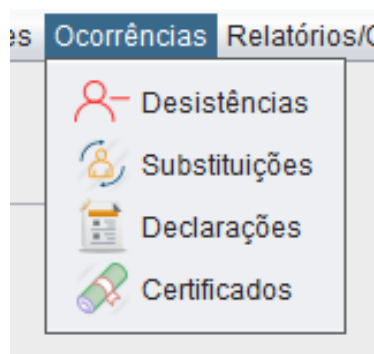 es Ocorrências Relatórios/
Desistências
Substituições
Declarações
Certificados